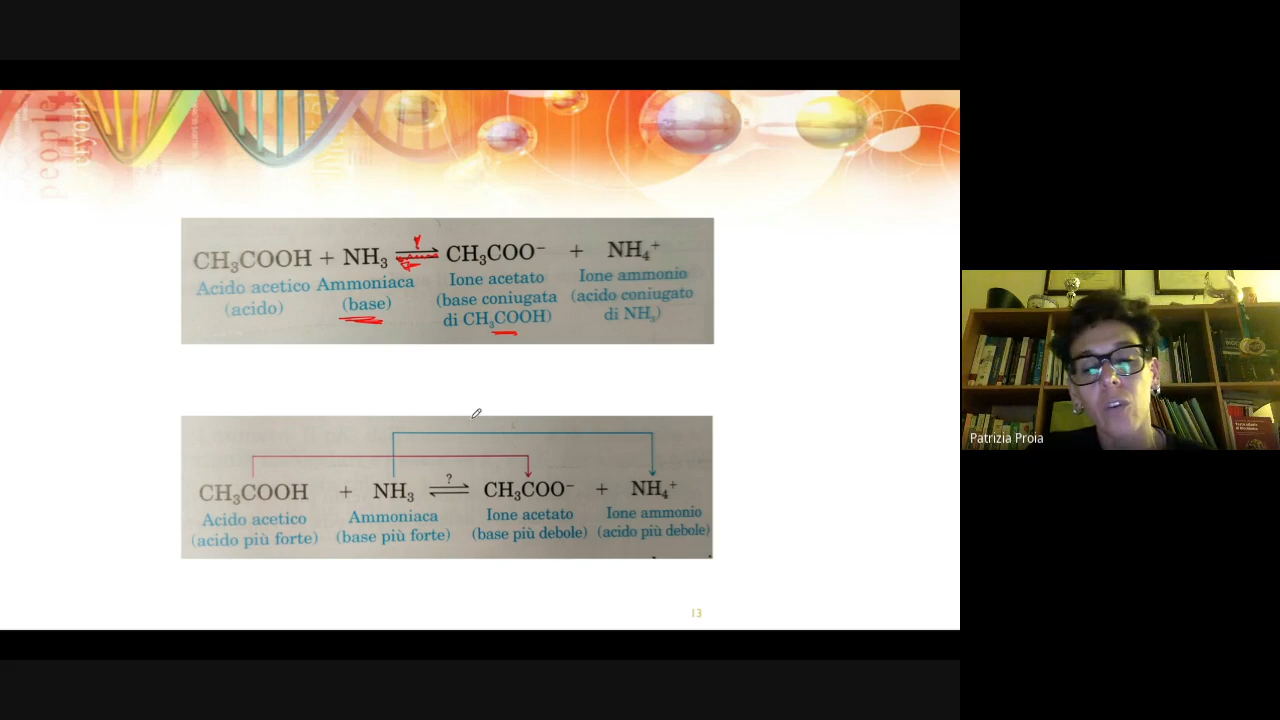 people
eryone
CH₃COOH + NH₃ ⇌ CH₃COO⁻ + NH₄⁺
Acido acetico Ammoniaca Ione acetato Ione ammonio
(acido) (base) (base coniugata (acido coniugato
di CH₃COOH) di NH₃)
?
CH₃COOH + NH₃ ⇌ CH₃COO⁻ + NH₄⁺
Acido acetico Ammoniaca Ione acetato Ione ammonio
(acido più forte) (base più forte) (base più debole) (acido più debole)
13
Patrizia Proia